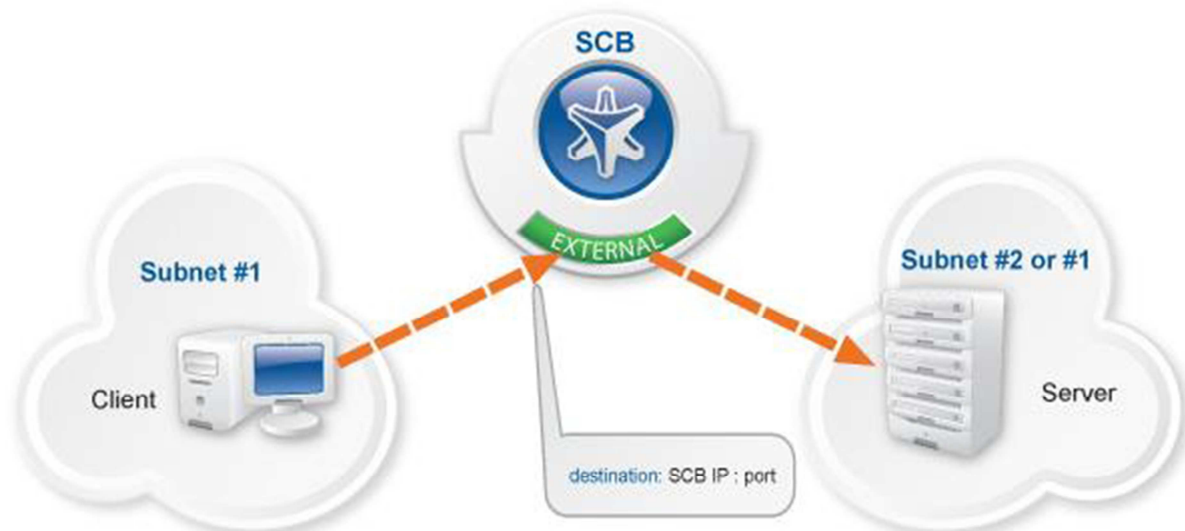 SCB
EXTERNAL
Subnet #1
Subnet #2 or #1
Client
Server
destination: SCB IP : port